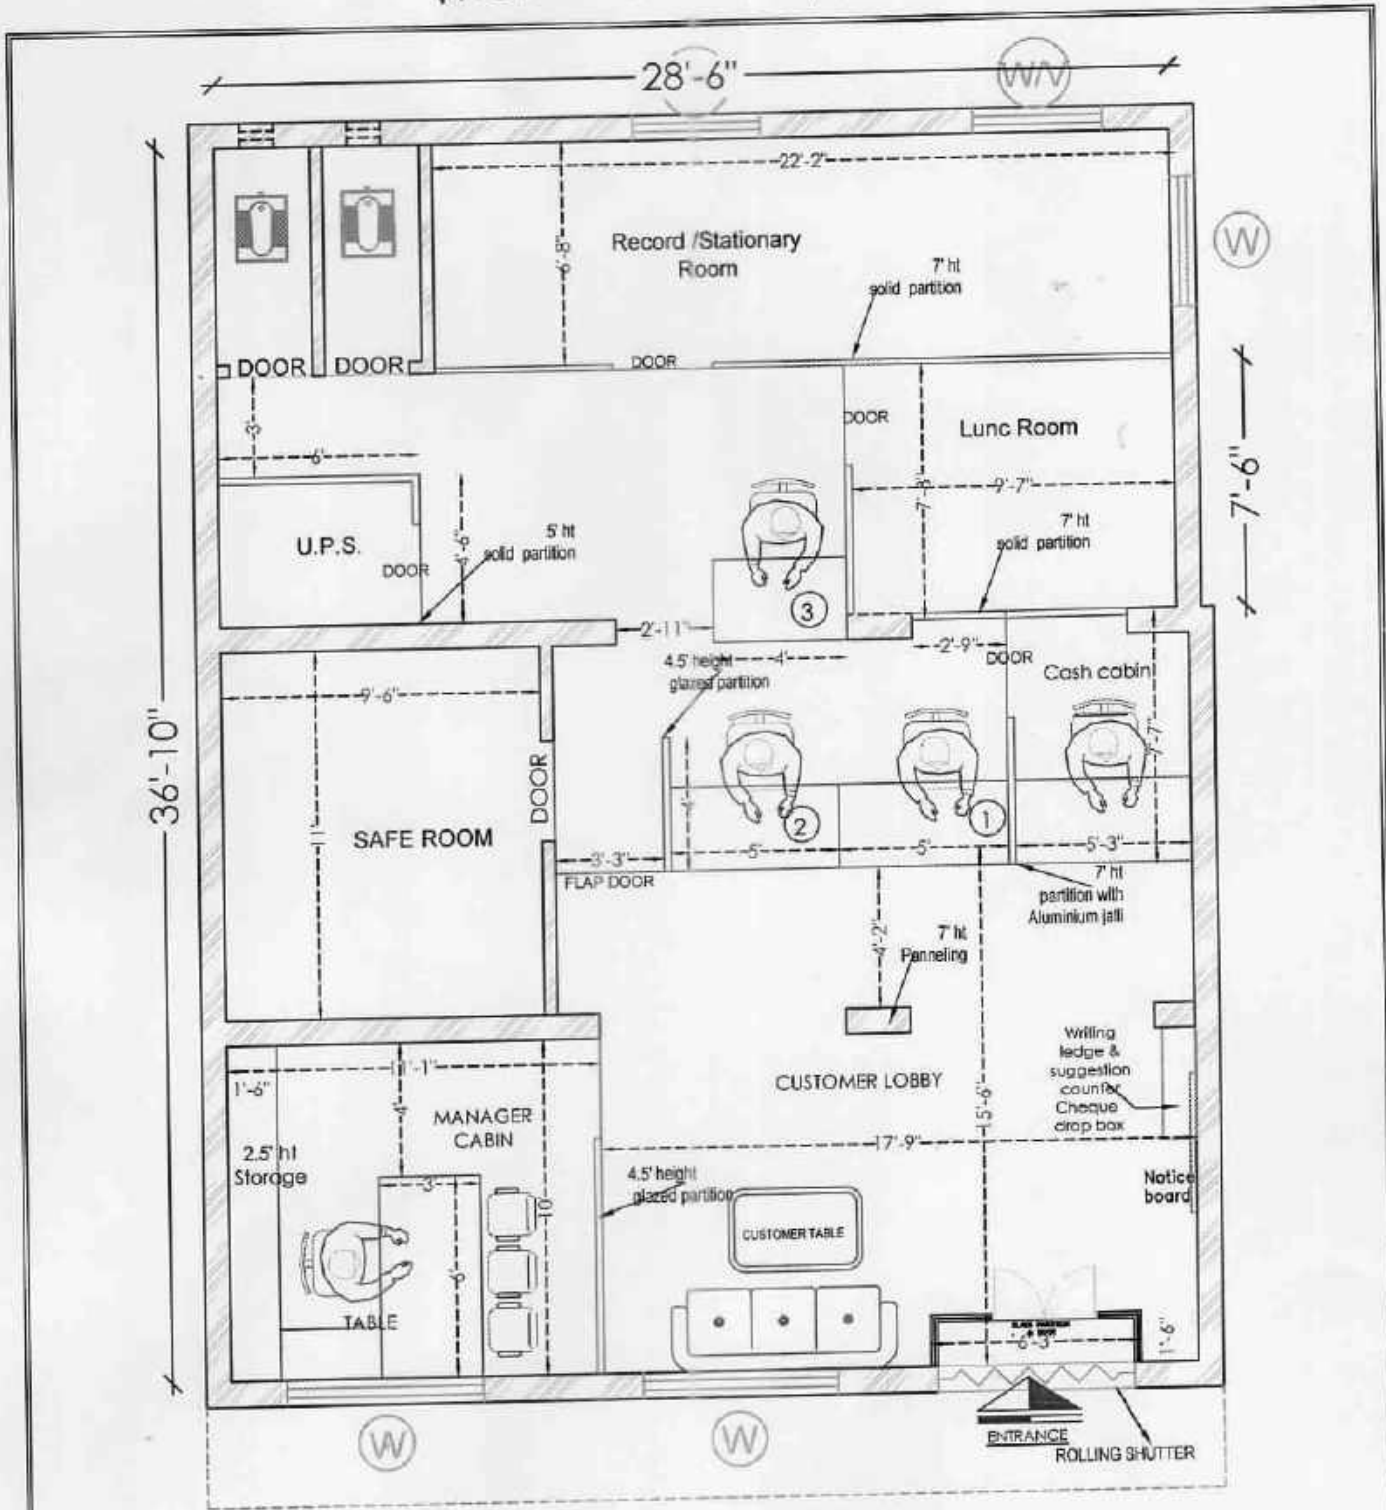 28'-6"
W
22'-2"
Record /Stationary
Room
6'-8"
7' ht
solid partition
W
DOOR
DOOR
DOOR
3'
6'
DOOR
Lunc Room
7'-6"
9'-7"
U.P.S.
DOOR
4'-6"
5' ht
solid partition
7' ht
solid partition
3
2'-11"
4'
4.5' height
glazed partition
2'-9"
DOOR
Cash cabin
7'-7"
36'-10"
9'-6"
11'
SAFE ROOM
DOOR
4'
2
1
3'-3"
5'
5'
5'-3"
FLAP DOOR
7' ht
partition with
Aluminium jalli
4'-2"
7' ht
Panneling
Writing
ledge &
suggestion
counter
Cheque
drop box
CUSTOMER LOBBY
15'-6"
17'-9"
11'-1"
1'-6"
4'
MANAGER
CABIN
2.5' ht
Storage
3'
10
6'
TABLE
4.5' height
glazed partition
CUSTOMER TABLE
Notice
board
6'-3"
1'-6"
ENTRANCE
ROLLING SHUTTER
W
W